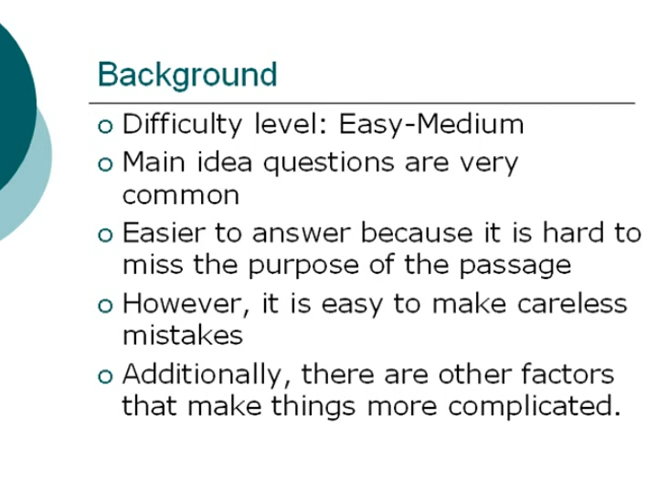 Background
Difficulty level: Easy-Medium
Main idea questions are very
common
Easier to answer because it is hard to
miss the purpose of the passage
However, it is easy to make careless
mistakes
Additionally, there are other factors
that make things more complicated.